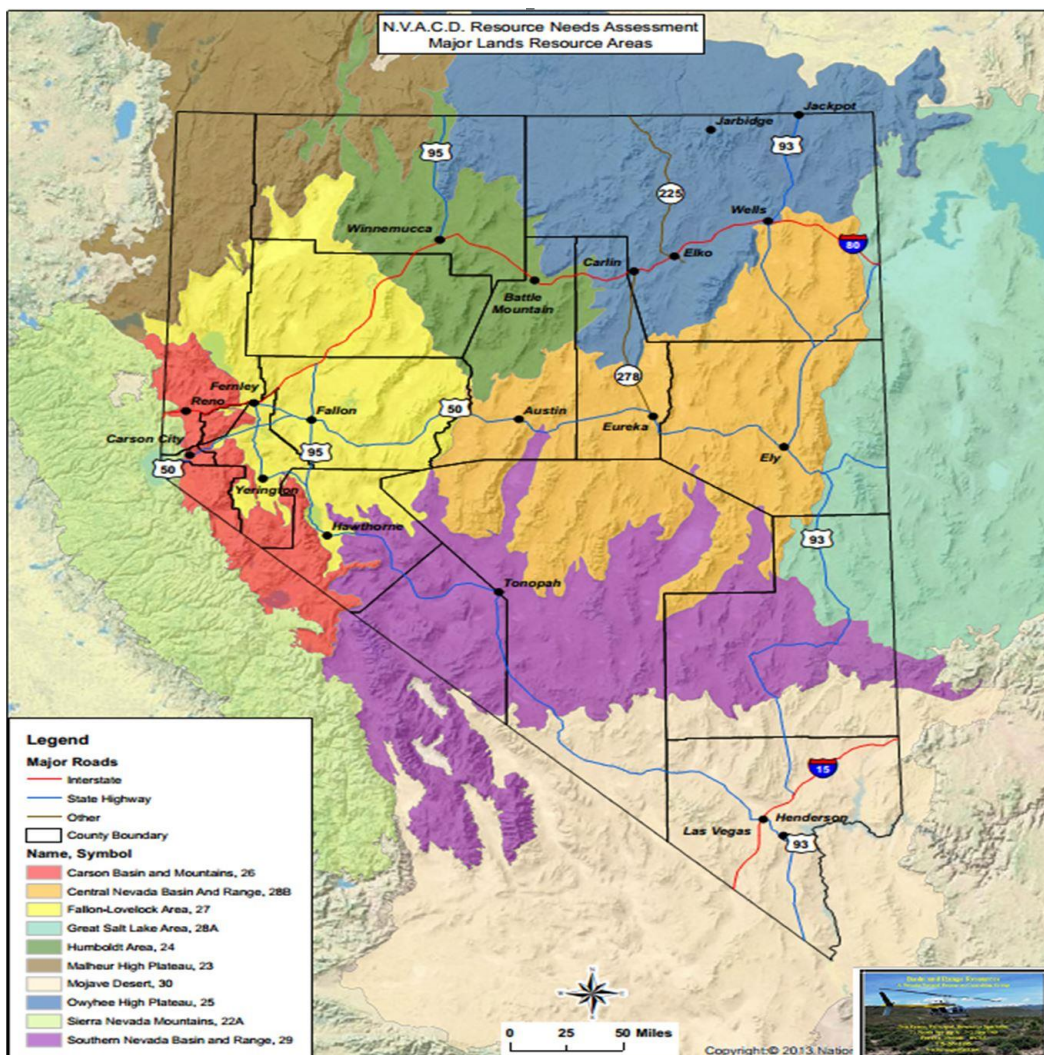 N.V.A.C.D. Resource Needs Assessment
Major Lands Resource Areas
Jackpot
Jarbidge
95
93
225
Wells
Winnemucca
80
Carlin
Elko
Battle
Mountain
278
Fernley
Reno
50
Fallon
Austin
Eureka
Carson City
95
Ely
50
Yerington
Hawthorne
93
Tonopah
15
Las Vegas
Henderson
93
Legend
Major Roads
Interstate
State Highway
Other
County Boundary
Name, Symbol
Carson Basin and Mountains, 26
Central Nevada Basin And Range, 28B
Fallon-Lovelock Area, 27
Great Salt Lake Area, 28A
Humboldt Area, 24
Malheur High Plateau, 23
Mojave Desert, 30
Owyhee High Plateau, 25
Sierra Nevada Mountains, 22A
Southern Nevada Basin and Range, 29
0 25 50 Miles
Copyright:© 2013 Nation